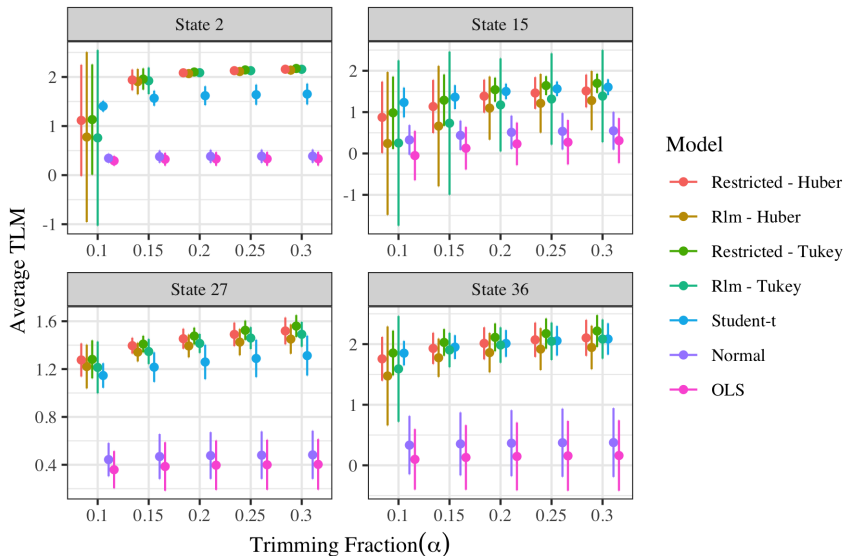 State 2
State 15
2
1
0
-1
0.1 0.15 0.2 0.25 0.3
2
1
0
-1
0.1 0.15 0.2 0.25 0.3
State 27
State 36
1.6
1.2
0.8
0.4
0.1 0.15 0.2 0.25 0.3
2
1
0
0.1 0.15 0.2 0.25 0.3
Average TLM
Trimming Fraction(α)
Model
Restricted - Huber
Rlm - Huber
Restricted - Tukey
Rlm - Tukey
Student-t
Normal
OLS